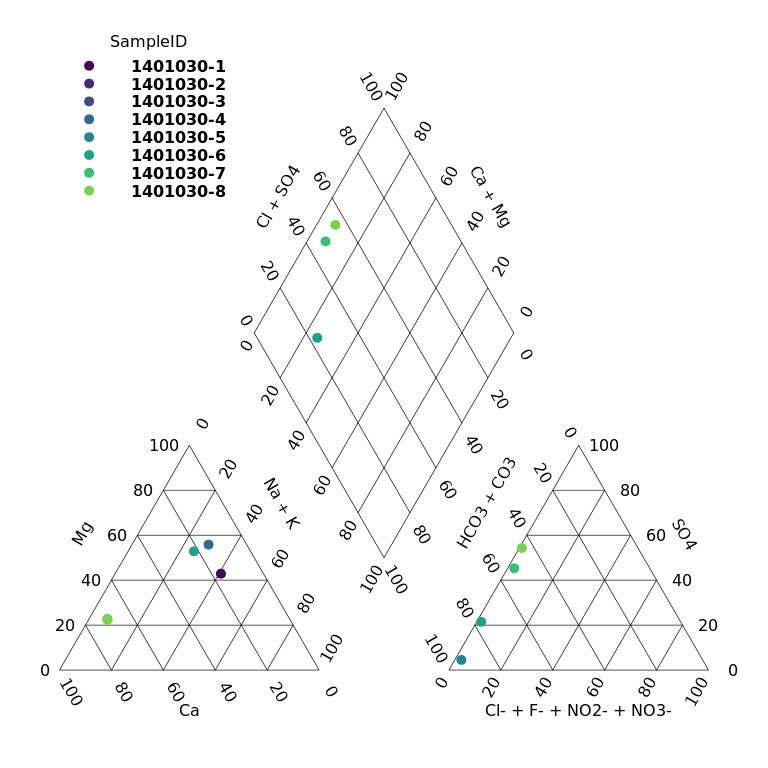 SampleID
1401030-1
1401030-2
1401030-3
1401030-4
1401030-5
1401030-6
1401030-7
1401030-8
100 100
80 80
60 60
40 40
20 20
0 0
0 0
20 20
40 40
60 60
80 80
100 100
Cl + SO4
Ca + Mg
100 0
80 20
60 40
40 60
20 80
0 100
100 80 60 40 20 0
Mg
Na + K
Ca
0 100
20 80
40 60
60 40
80 20
100 0
0 20 40 60 80 100
HCO3 + CO3
SO4
Cl- + F- + NO2- + NO3-